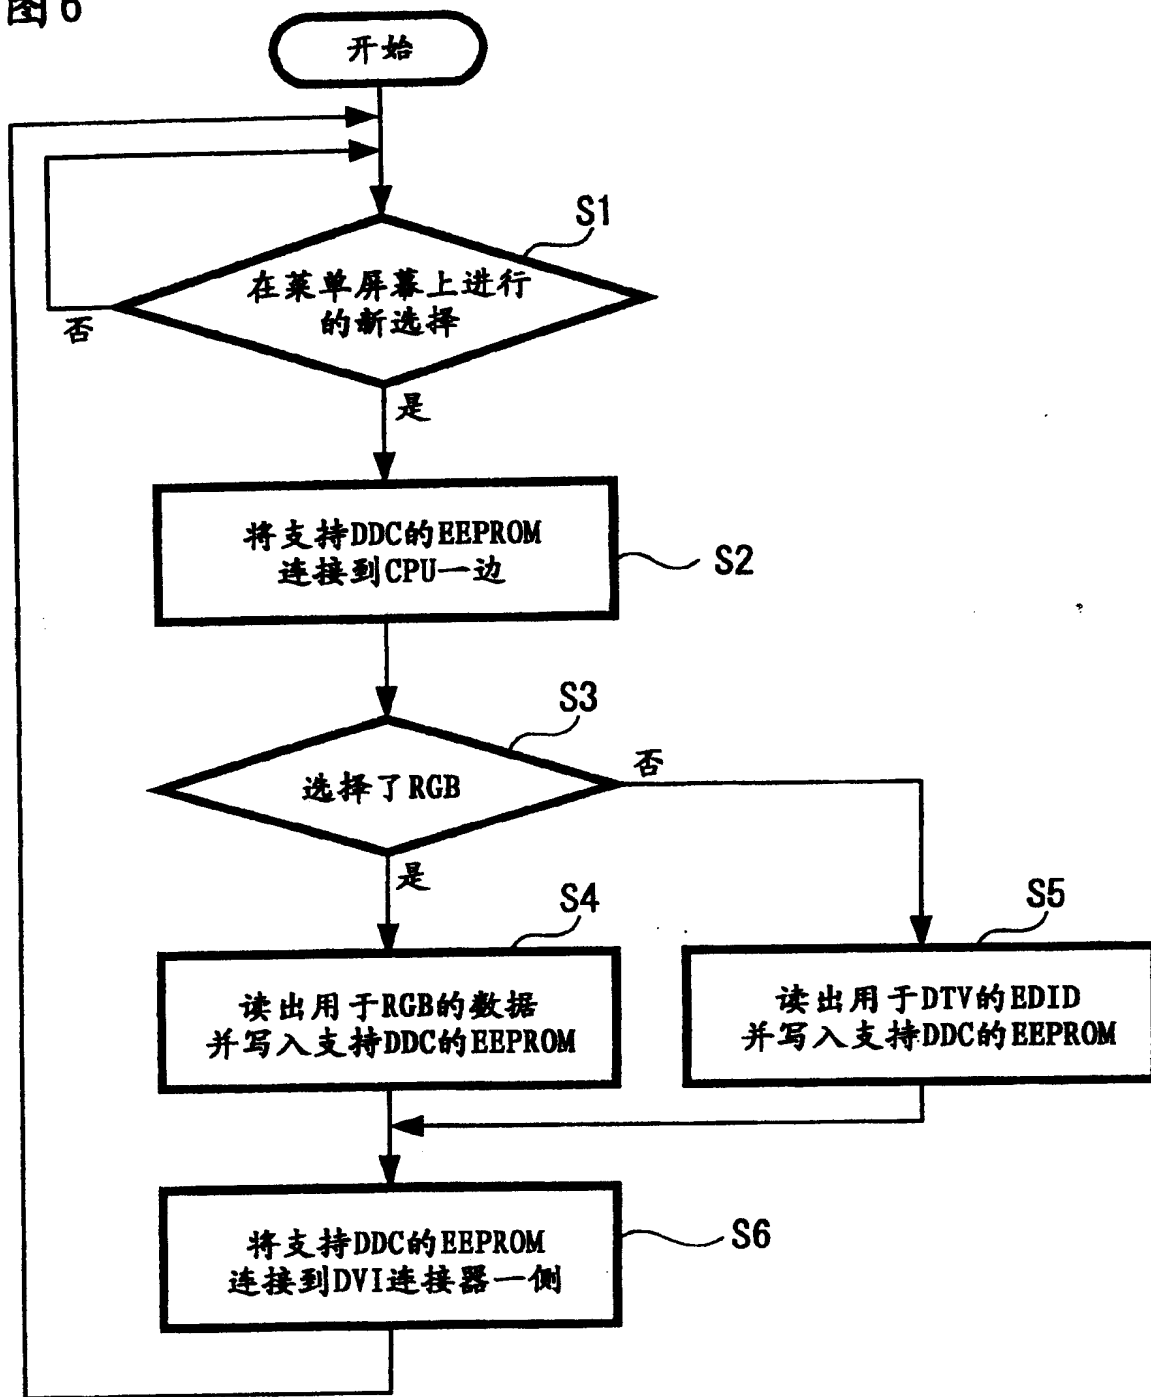 图6
开始
S1
在菜单屏幕上进行
的新选择
否
是
将支持DDC的EEPROM
连接到CPU一边
S2
S3
选择了RGB
否
是
S4
读出用于RGB的数据
并写入支持DDC的EEPROM
S5
读出用于DTV的EDID
并写入支持DDC的EEPROM
将支持DDC的EEPROM
连接到DVI连接器一侧
S6